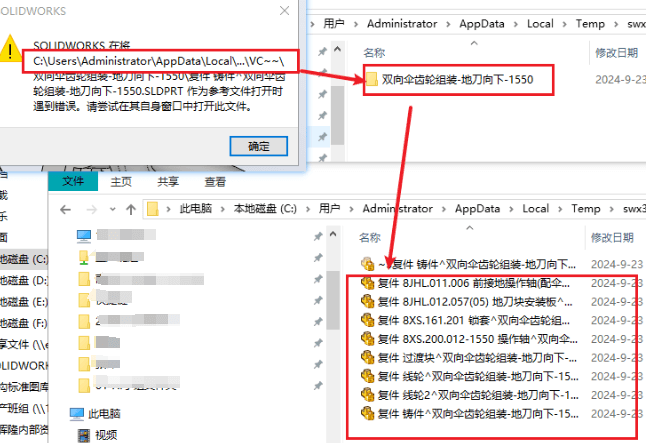 SOLIDWORKS
SOLIDWORKS 在将
C:\Users\Administrator\AppData\Local\...\VC~~\
双向伞齿轮组装-地刀向下-1550\复件 铸件^双向伞齿轮组
装-地刀向下-1550.SLDPRT 作为参考文件打开时
遇到错误。请尝试在其自身窗口中打开此文件。
确定
用户 > Administrator > AppData > Local > Temp > swx
名称
修改日期
双向伞齿轮组装-地刀向下-1550
2024-9-23
文件 主页 共享 查看
此电脑 > 本地磁盘 (C:) > 用户 > Administrator > AppData > Local > Temp > swx3
名称
修改日期
复件 铸件^双向伞齿轮组装-地刀向下-... 2024-9-23
复件 8JHL.011.006 前接地操作轴(配伞... 2024-9-23
复件 8JHL.012.057(05) 地刀块安装板^... 2024-9-23
复件 8XS.161.201 锁套^双向伞齿轮组... 2024-9-23
复件 8XS.200.012-1550 操作轴^双向伞... 2024-9-23
复件 过渡块^双向伞齿轮组装-地刀向下-... 2024-9-23
复件 线轮^双向伞齿轮组装-地刀向下-15... 2024-9-23
复件 线轮2^双向伞齿轮组装-地刀向下-1... 2024-9-23
复件 铸件^双向伞齿轮组装-地刀向下-15... 2024-9-23
地磁盘 (C:)
地磁盘 (D:)
地磁盘 (E:)
地磁盘 (F:)
享文件 (\\
OLIDWORKS
构标准图库
产班组 (\\1
辉隆内部资
此电脑
视频